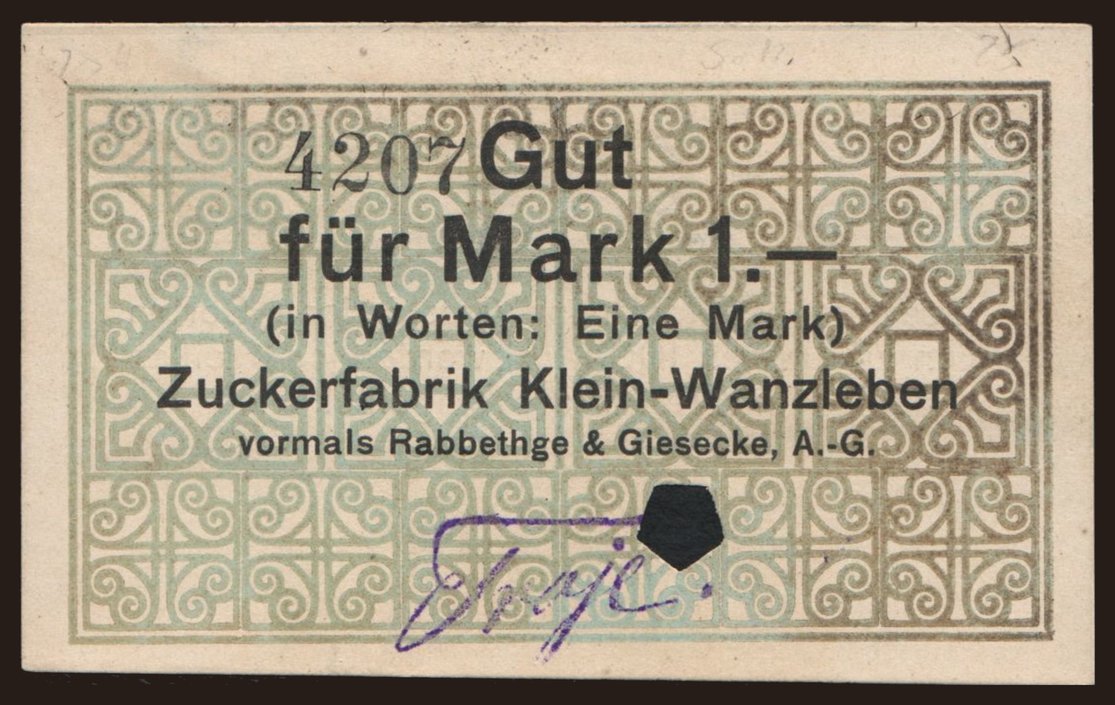 4207 Gut
für Mark 1.—
(in Worten: Eine Mark)
Zuckerfabrik Klein-Wanzleben
vormals Rabbethge & Giesecke, A.-G.